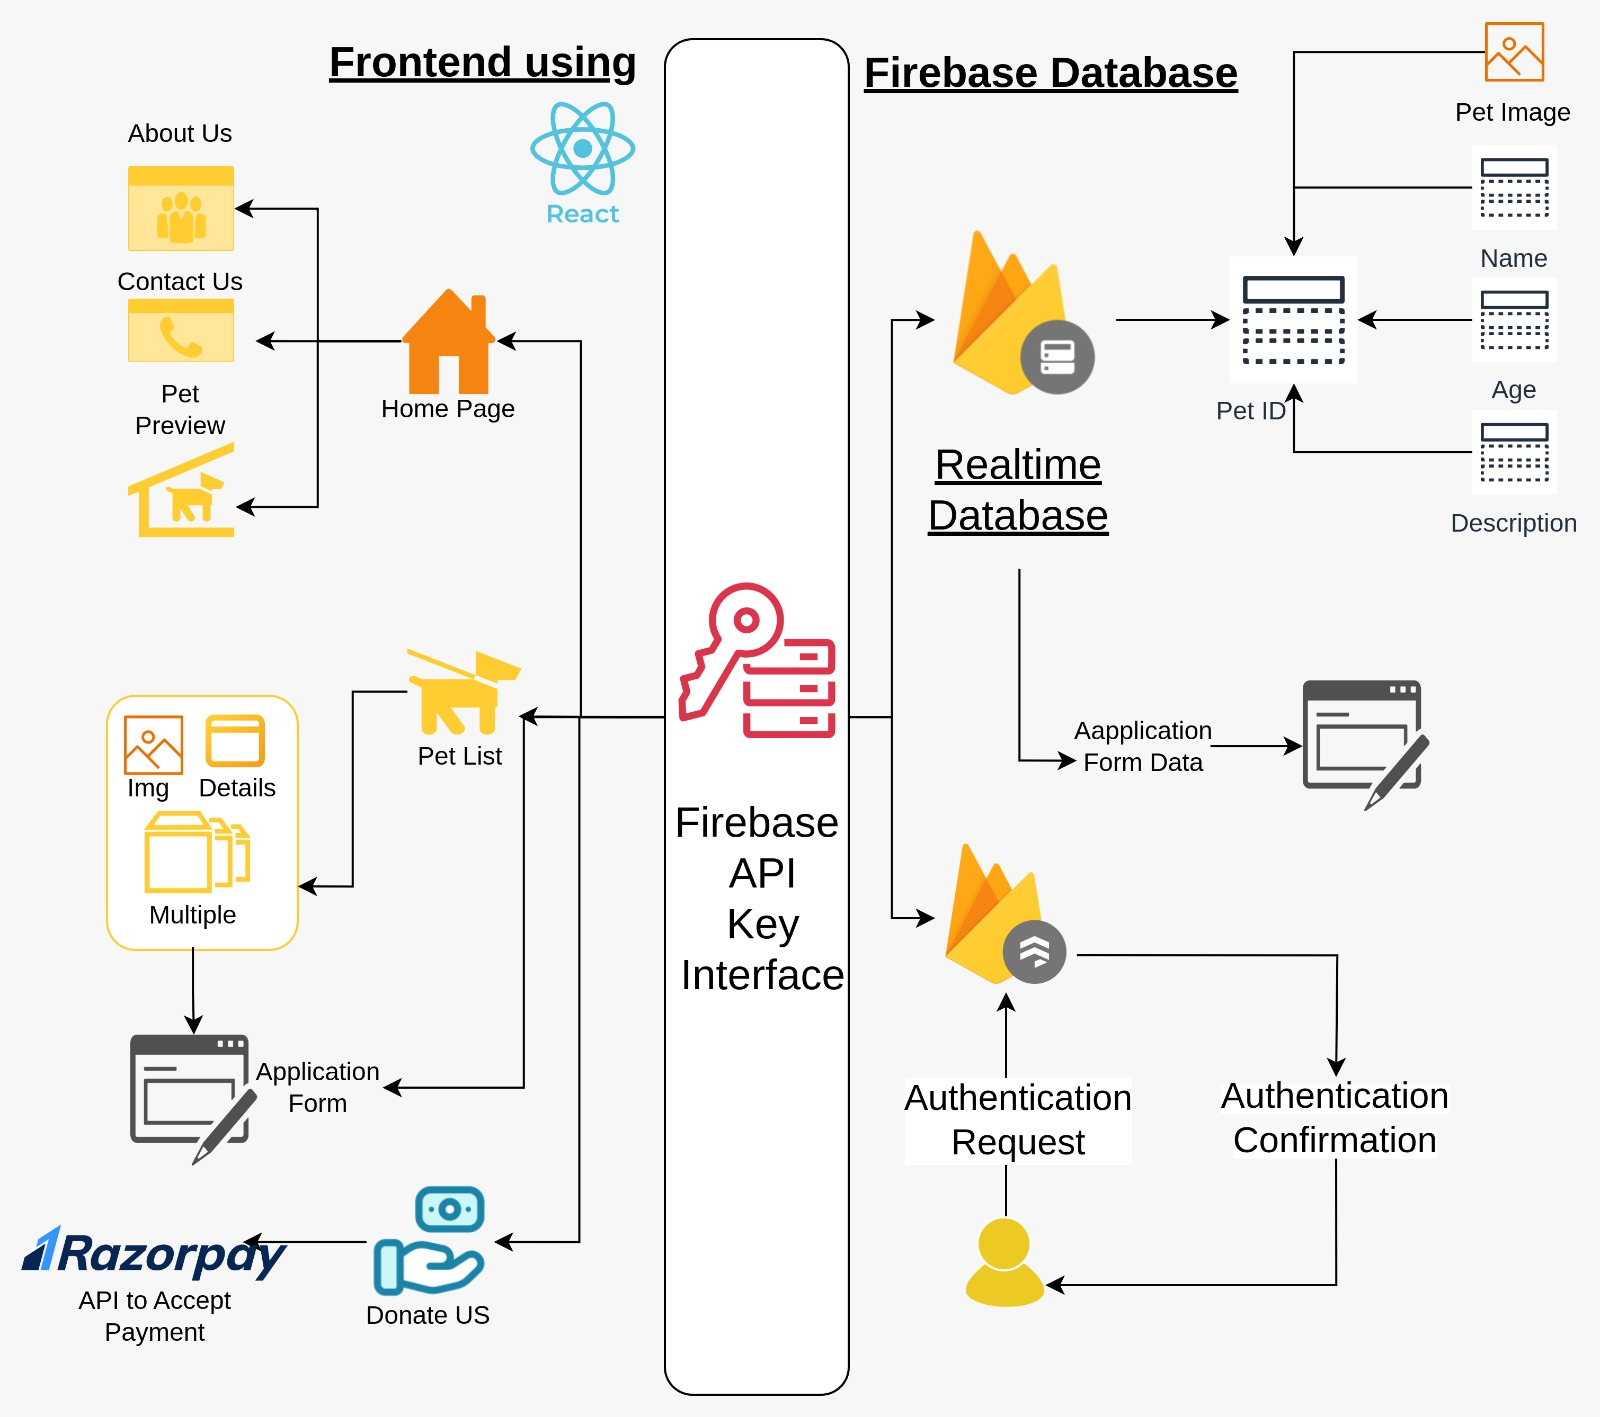 Frontend using
React
About Us
Contact Us
Pet
Preview
Home Page
Pet List
Img
Details
Multiple
Application
Form
Razorpay
API to Accept
Payment
Donate US
Firebase
API
Key
Interface
Firebase Database
Pet Image
Name
Age
Description
Pet ID
Realtime
Database
Aapplication
Form Data
Authentication
Request
Authentication
Confirmation